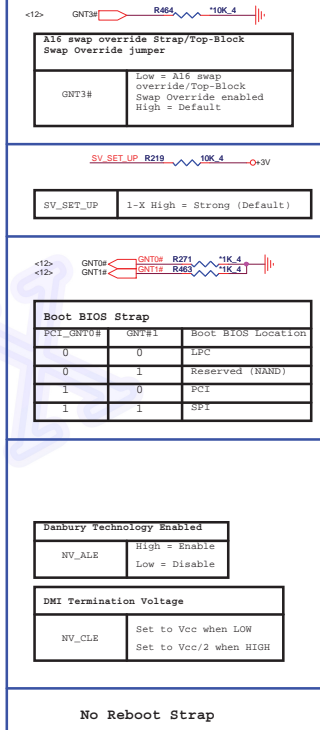 <12> GNT3# R464 *10K_4
A16 swap override Strap/Top-Block
Swap Override jumper
GNT3# Low = A16 swap
override/Top-Block
Swap Override enabled
High = Default
SV_SET_UP R219 10K_4 +3V
SV_SET_UP 1-X High = Strong (Default)
<12> GNT0# GNT0# R271 *1K_4
<12> GNT1# GNT1# R463 *1K_4
Boot BIOS Strap
PCI_GNT0# GNT#1 Boot BIOS Location
0 0 LPC
0 1 Reserved (NAND)
1 0 PCI
1 1 SPI
Danbury Technology Enabled
NV_ALE High = Enable
Low = Disable
DMI Termination Voltage
NV_CLE Set to Vcc when LOW
Set to Vcc/2 when HIGH
No Reboot Strap